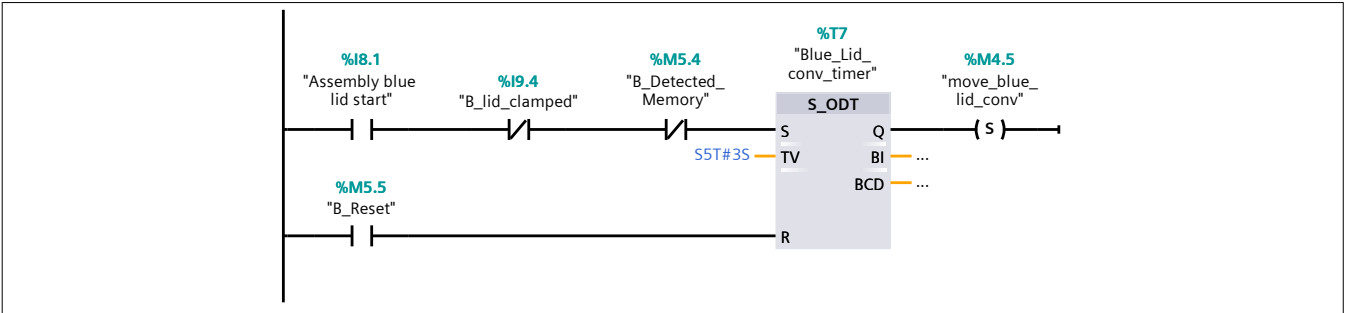 %T7
"Blue_Lid_
conv_timer"
%I8.1
"Assembly blue
lid start"
%I9.4
"B_lid_clamped"
%M5.4
"B_Detected_
Memory"
%M4.5
"move_blue_
lid_conv"
S_ODT
S
Q
S
S5T#3S
TV
BI
...
BCD
...
%M5.5
"B_Reset"
R